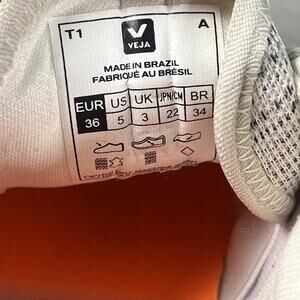 T1
VEJA
A
MADE IN BRAZIL
FABRIQUÉ AU BRÉSIL
EUR US UK JPN/CM BR
36 5 3 22 34